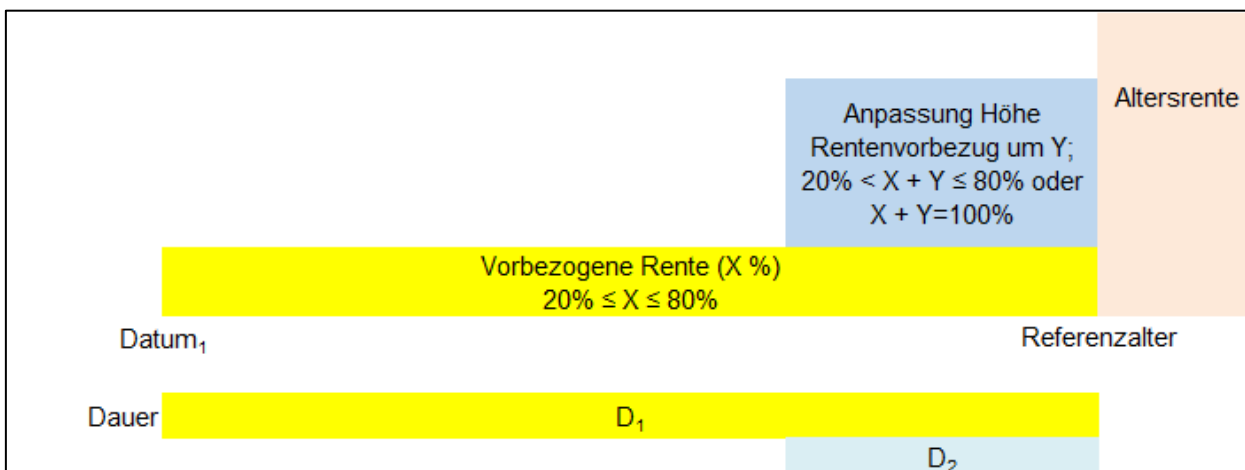 Altersrente
Anpassung Höhe
Rentenvorbezug um Y;
20% < X + Y ≤ 80% oder
X + Y=100%
Vorbezogene Rente (X %)
20% ≤ X ≤ 80%
Datum₁
Referenzalter
Dauer
D₁
D₂